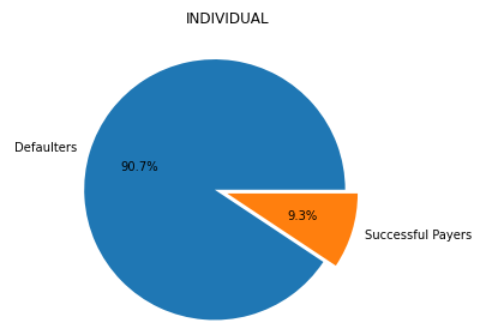 INDIVIDUAL
Defaulters
90.7%
9.3%
Successful Payers